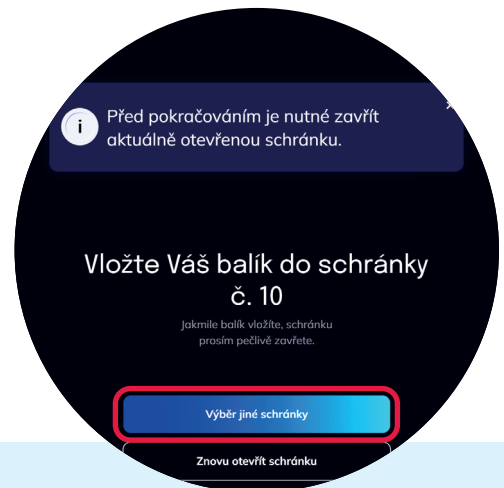 i
Před pokračováním je nutné zavřít
aktuálně otevřenou schránku.
Vložte Váš balík do schránky
č. 10
Jakmile balík vložíte, schránku
prosím pečlivě zavřete.
Výběr jiné schránky
Znovu otevřít schránku